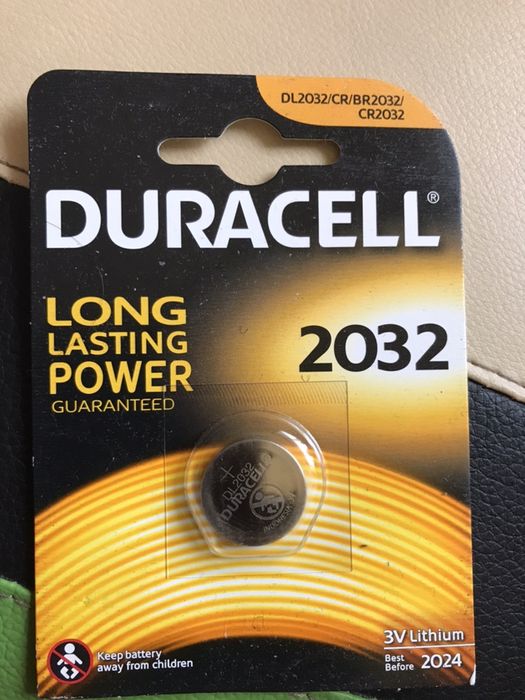 DL2032/CR/BR2032/
CR2032
DURACELL®
LONG
LASTING
POWER
GUARANTEED
2032
+
DL2032
DURACELL
INDONESIA
Keep battery
away from children
3V Lithium
Best
Before 2024